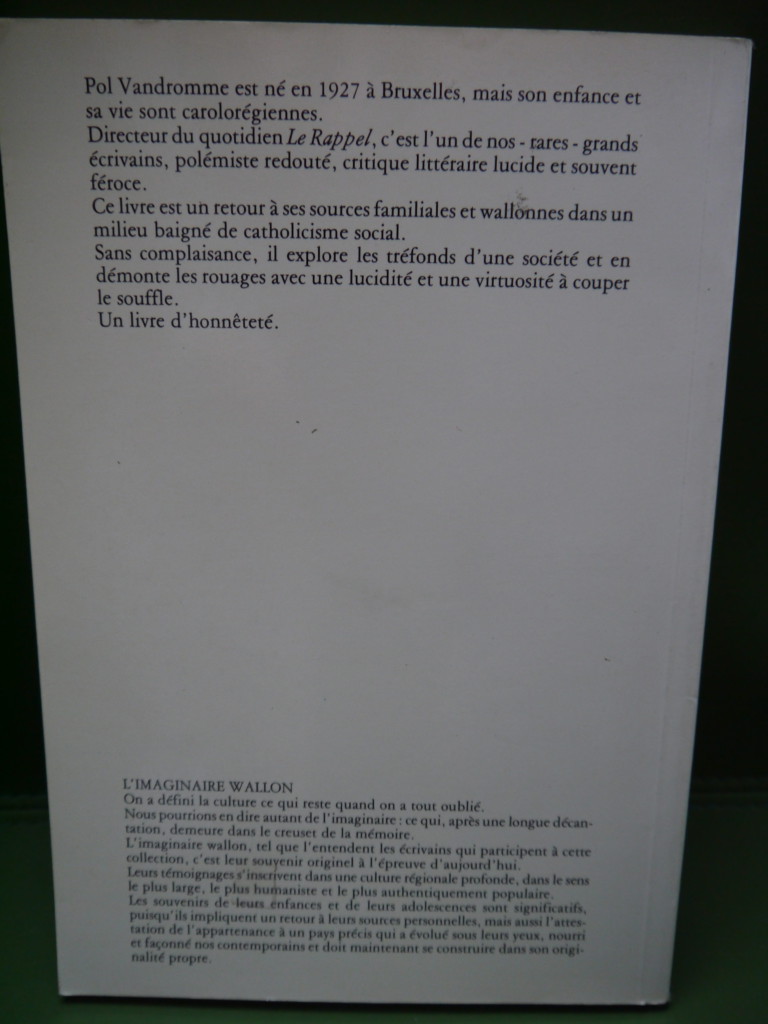 Pol Vandromme est né en 1927 à Bruxelles, mais son enfance et
sa vie sont carolorégiennes.
Directeur du quotidien Le Rappel, c'est l'un de nos - rares - grands
écrivains, polémiste redouté, critique littéraire lucide et souvent
féroce.
Ce livre est un retour à ses sources familiales et wallonnes dans un
milieu baigné de catholicisme social.
Sans complaisance, il explore les tréfonds d'une société et en
démonte les rouages avec une lucidité et une virtuosité à couper
le souffle.
Un livre d'honnêteté.
L'IMAGINAIRE WALLON
On a défini la culture ce qui reste quand on a tout oublié.
Nous pourrions en dire autant de l'imaginaire : ce qui, après une longue décan-
tation, demeure dans le creuset de la mémoire.
L'imaginaire wallon, tel que l'entendent les écrivains qui participent à cette
collection, c'est leur souvenir originel à l'épreuve d'aujourd'hui.
Leurs témoignages s'inscrivent dans une culture régionale profonde, dans le sens
le plus large, le plus humaniste et le plus authentiquement populaire.
Les souvenirs de leurs enfances et de leurs adolescences sont significatifs,
puisqu'ils impliquent un retour à leurs sources personnelles, mais aussi l'attes-
tation de l'appartenance à un pays précis qui a évolué sous leurs yeux, nourri
et façonné nos contemporains et doit maintenant se construire dans son origi-
nalité propre.